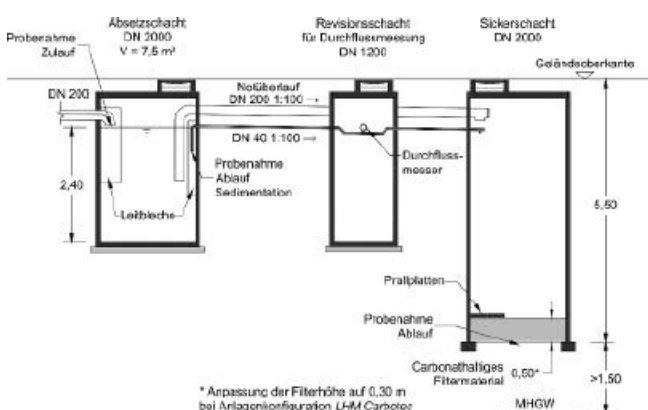 Absetzschacht
DN 2000
V = 7,5 m³
Revisionsschacht
für Durchflussmessung
DN 1200
Sickerschacht
DN 2000
Probenahme
Zulauf
Geländeoberkante
DN 200
Notüberlauf
DN 200 1:100 →
DN 40 1:100 →
Durchfluss-
messer
Probenahme
Ablauf
Sedimentation
2,40
Leitbleche
5,50
Prallplatten
Probenahme
Ablauf
Carbonathaltiges
Filtermaterial
0,50*
>1,50
MHGW
* Anpassung der Filterhöhe auf 0,30 m
bei Anlagenkonfiguration LHM Carbotec